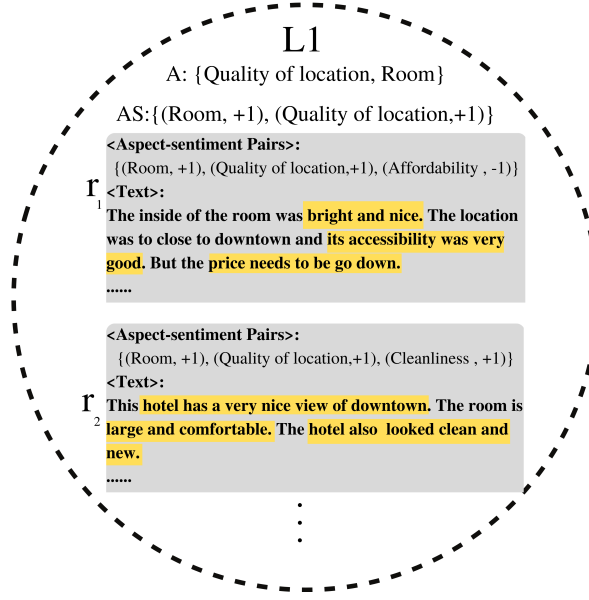 L1
A: {Quality of location, Room}
AS:{(Room, +1), (Quality of location,+1)}
<Aspect-sentiment Pairs>:
{(Room, +1), (Quality of location,+1), (Affordability , -1)}
r1
<Text>:
The inside of the room was bright and nice. The location
was to close to downtown and its accessibility was very
good. But the price needs to be go down.
......
<Aspect-sentiment Pairs>:
{(Room, +1), (Quality of location,+1), (Cleanliness , +1)}
<Text>:
r2
This hotel has a very nice view of downtown. The room is
large and comfortable. The hotel also looked clean and
new.
......